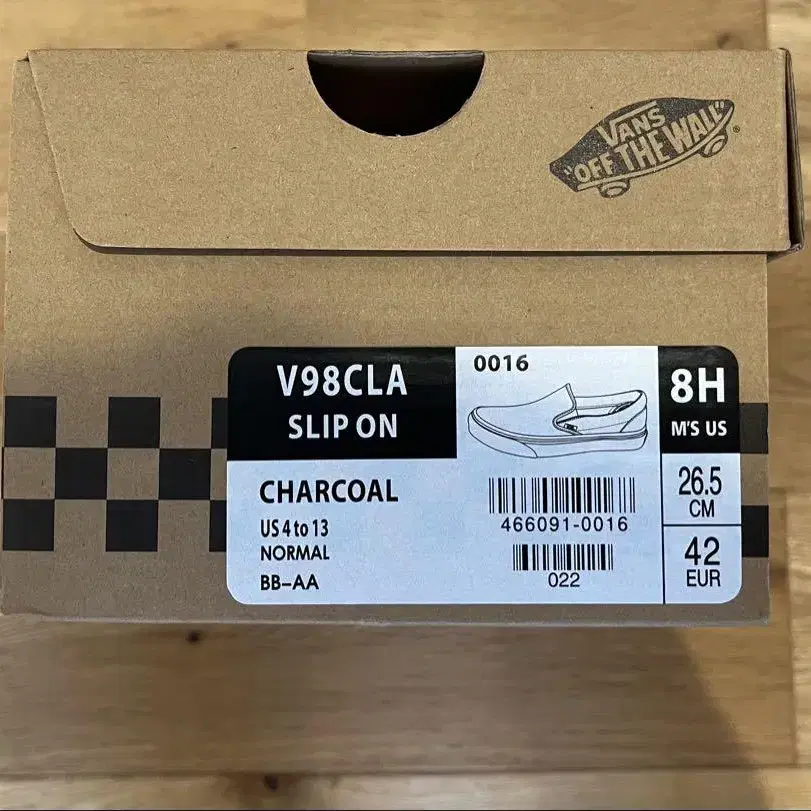 VANS
"OFF THE WALL"
V98CLA
SLIP ON
0016
8H
M'S US
CHARCOAL
US 4 to 13
NORMAL
BB-AA
466091-0016
022
26.5
CM
42
EUR